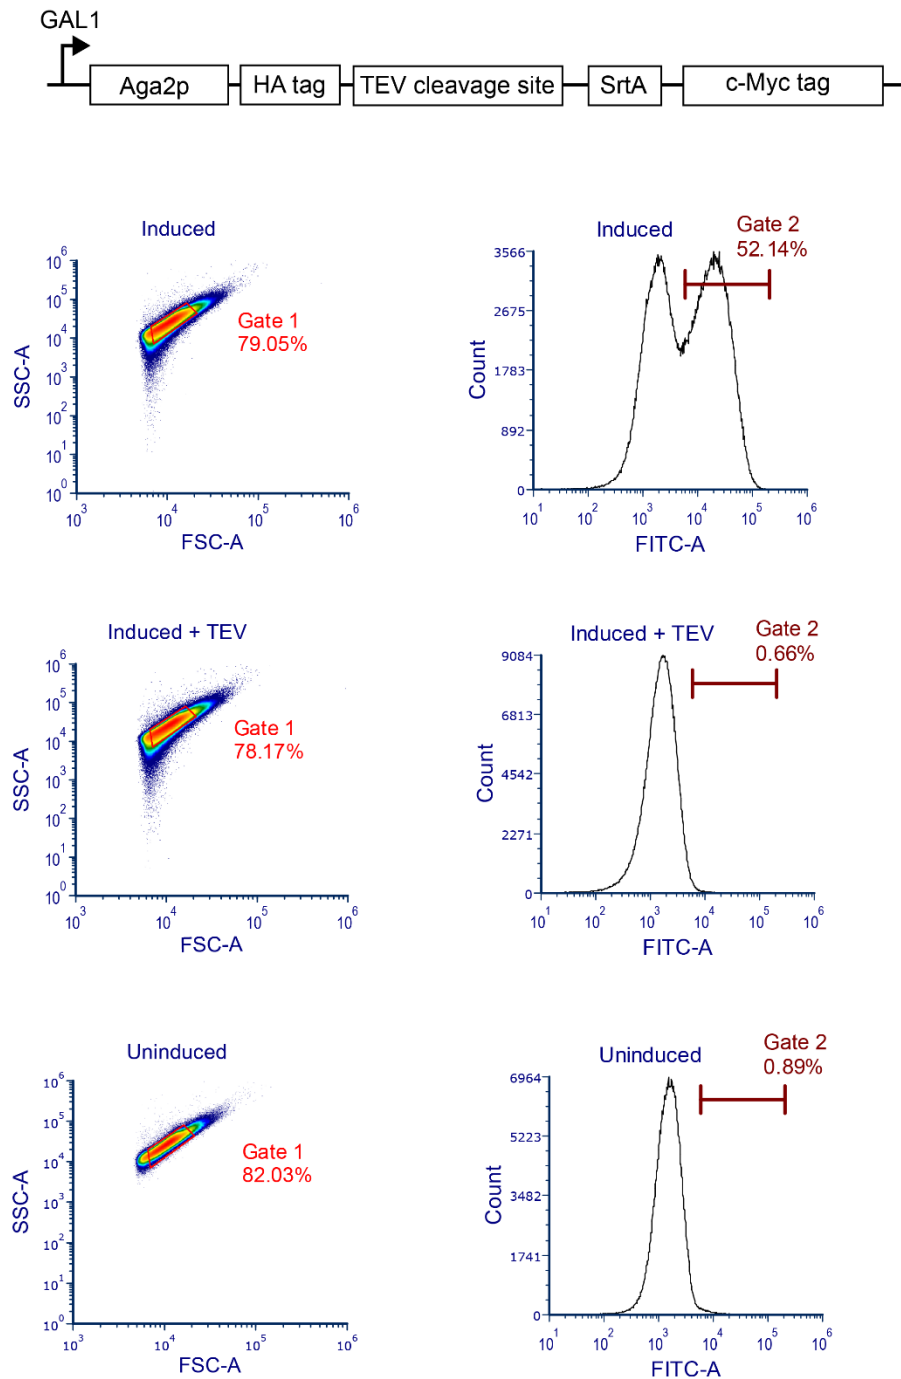 GAL1
Aga2p HA tag TEV cleavage site SrtA c-Myc tag
Induced
10^6
10^5
10^4
10^3
10^2
10^1
10^0
SSC-A
Gate 1
79.05%
10^3 10^4 10^5 10^6
FSC-A
Induced
Gate 2
52.14%
3566
2675
1783
892
0
Count
10^1 10^2 10^3 10^4 10^5 10^6
FITC-A
Induced + TEV
10^6
10^5
10^4
10^3
10^2
10^1
10^0
SSC-A
Gate 1
78.17%
10^3 10^4 10^5 10^6
FSC-A
Induced + TEV
Gate 2
0.66%
9084
6813
4542
2271
0
Count
10^1 10^2 10^3 10^4 10^5 10^6
FITC-A
Uninduced
10^6
10^5
10^4
10^3
10^2
10^1
10^0
SSC-A
Gate 1
82.03%
10^3 10^4 10^5 10^6
FSC-A
Uninduced
Gate 2
0.89%
6964
5223
3482
1741
0
Count
10^1 10^2 10^3 10^4 10^5 10^6
FITC-A